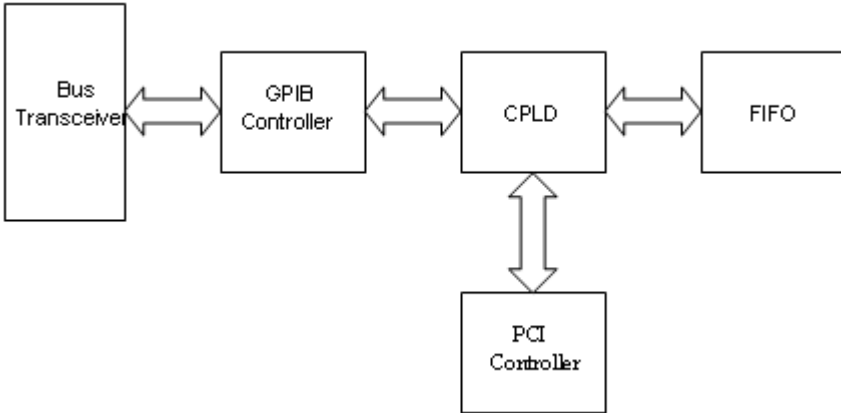 Bus
Transceiver
GPIB
Controller
CPLD
FIFO
PCI
Controller